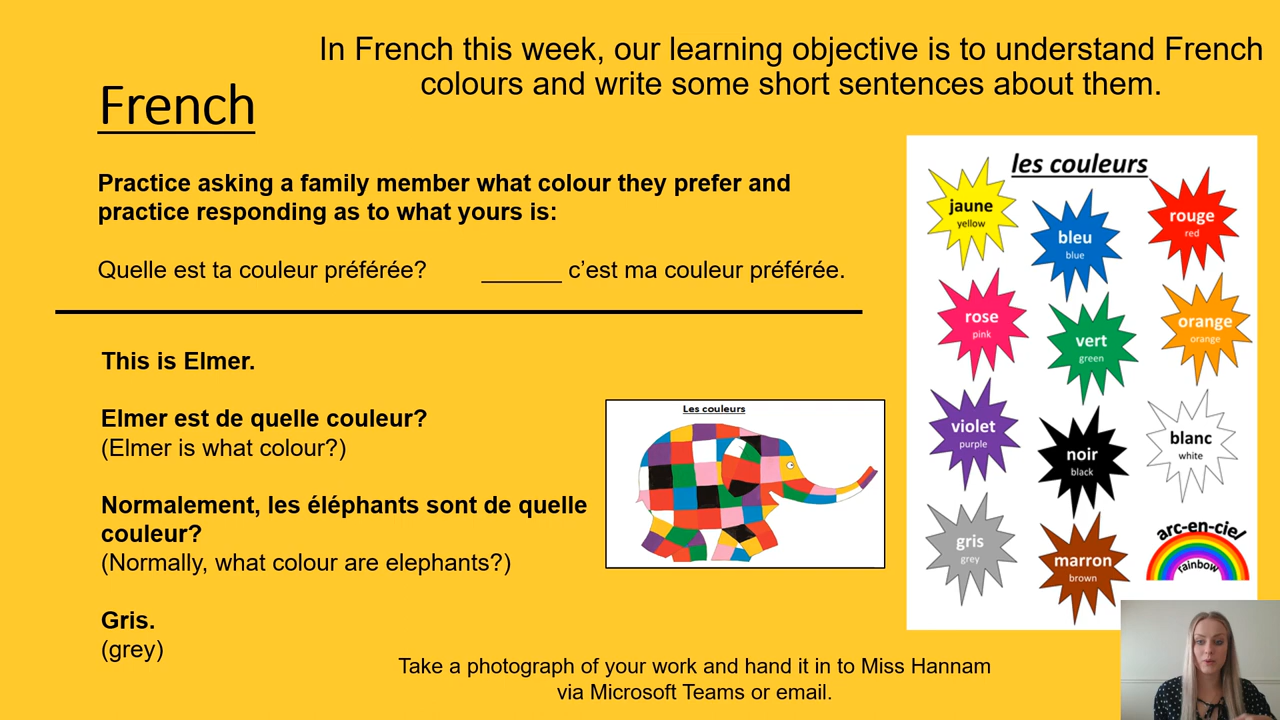 In French this week, our learning objective is to understand French
colours and write some short sentences about them.
French
Practice asking a family member what colour they prefer and
practice responding as to what yours is:
Quelle est ta couleur préférée? ______ c’est ma couleur préférée.
This is Elmer.
Elmer est de quelle couleur?
(Elmer is what colour?)
Normalement, les éléphants sont de quelle
couleur?
(Normally, what colour are elephants?)
Gris.
(grey)
Les couleurs
les couleurs
jaune
yellow
bleu
blue
rouge
red
rose
pink
vert
green
orange
orange
violet
purple
noir
black
blanc
white
gris
grey
marron
brown
arc-en-ciel
rainbow
Take a photograph of your work and hand it in to Miss Hannam
via Microsoft Teams or email.